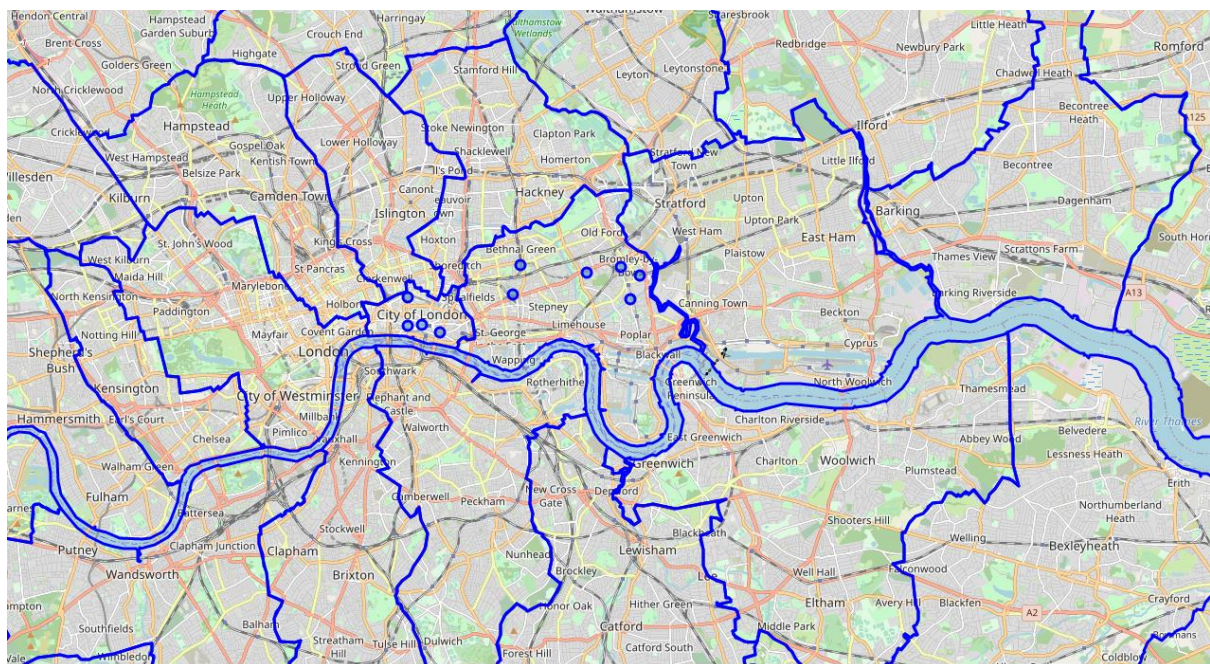 Hendon Central
Hampstead
Garden Suburb
Harringay
Walthamstow
Wetlands
Snaresbrook
Little Heath
Brent Cross
Highgate
Crouch End
Redbridge
Newbury Park
Romford
Golders Green
Stroud Green
Stamford Hill
Leyton
Leytonstone
Chadwell Heath
North Cricklewood
Hampstead
Heath
Upper Holloway
Becontree
Heath
A125
Cricklewood
Hampstead
Stoke Newington
Clapton Park
Ilford
Gospel Oak
Lower Holloway
West Hampstead
Kentish Town
Shacklewell
Homerton
Stratford New
Town
Little Ilford
Becontree
Willesden
Belsize Park
Kilburn
Camden Town
Canonbury
Hackney
Stratford
Upton
Barking
Dagenham
Islington
Upton Park
St. John's Wood
King's Cross
Hoxton
Old Ford
West Ham
East Ham
South Hornchurch
West Kilburn
Bethnal Green
Bromley-by-Bow
Plaistow
Scrattons Farm
Maida Hill
St Pancras
Clerkenwell
Shoreditch
Thames View
North Kensington
Marylebone
Spitalfields
Barking Riverside
A13
Paddington
Holborn
City of London
Stepney
Canning Town
Beckton
Notting Hill
Mayfair
Covent Garden
St. George
Limehouse
Poplar
Cyprus
Shepherd's
Bush
London
Wapping
Blackwall
Southwark
Rotherhithe
Greenwich
Peninsula
North Woolwich
Thamesmead
Kensington
City of Westminster
Elephant and
Castle
Hammersmith
Earl's Court
Millbank
Walworth
Charlton Riverside
River Thames
Chelsea
Pimlico
Vauxhall
East Greenwich
Abbey Wood
Belvedere
Walham Green
Kennington
Greenwich
Charlton
Woolwich
Plumstead
Lessness Heath
Erith
Fulham
Camberwell
Peckham
New Cross
Gate
Deptford
Battersea
Northumberland
Heath
Barnes
Stockwell
Blackheath
Shooters Hill
Putney
Clapham Junction
Clapham
Nunhead
Lewisham
Welling
Bexleyheath
Wandsworth
Brixton
Brockley
Lee
Well Hall
Falconwood
Honor Oak
Hither Green
Eltham
Avery Hill
Blackfen
A2
Crayford
Southfields
Balham
Streatham
Hill
Tulse Hill
Dulwich
Catford
Middle Park
Wimbledon
Forest Hill
Catford South
Coldblow